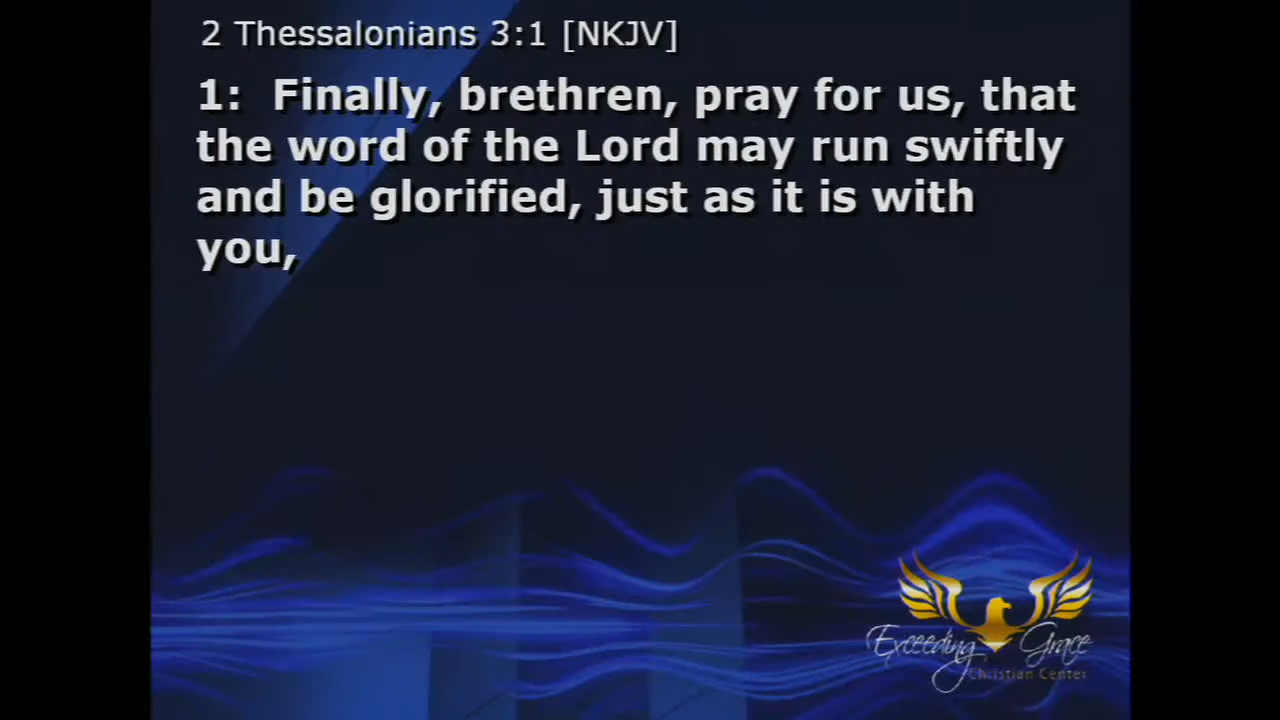 2 Thessalonians 3:1 [NKJV]
1: Finally, brethren, pray for us, that
the word of the Lord may run swiftly
and be glorified, just as it is with
you,
Exceeding Grace
Christian Center